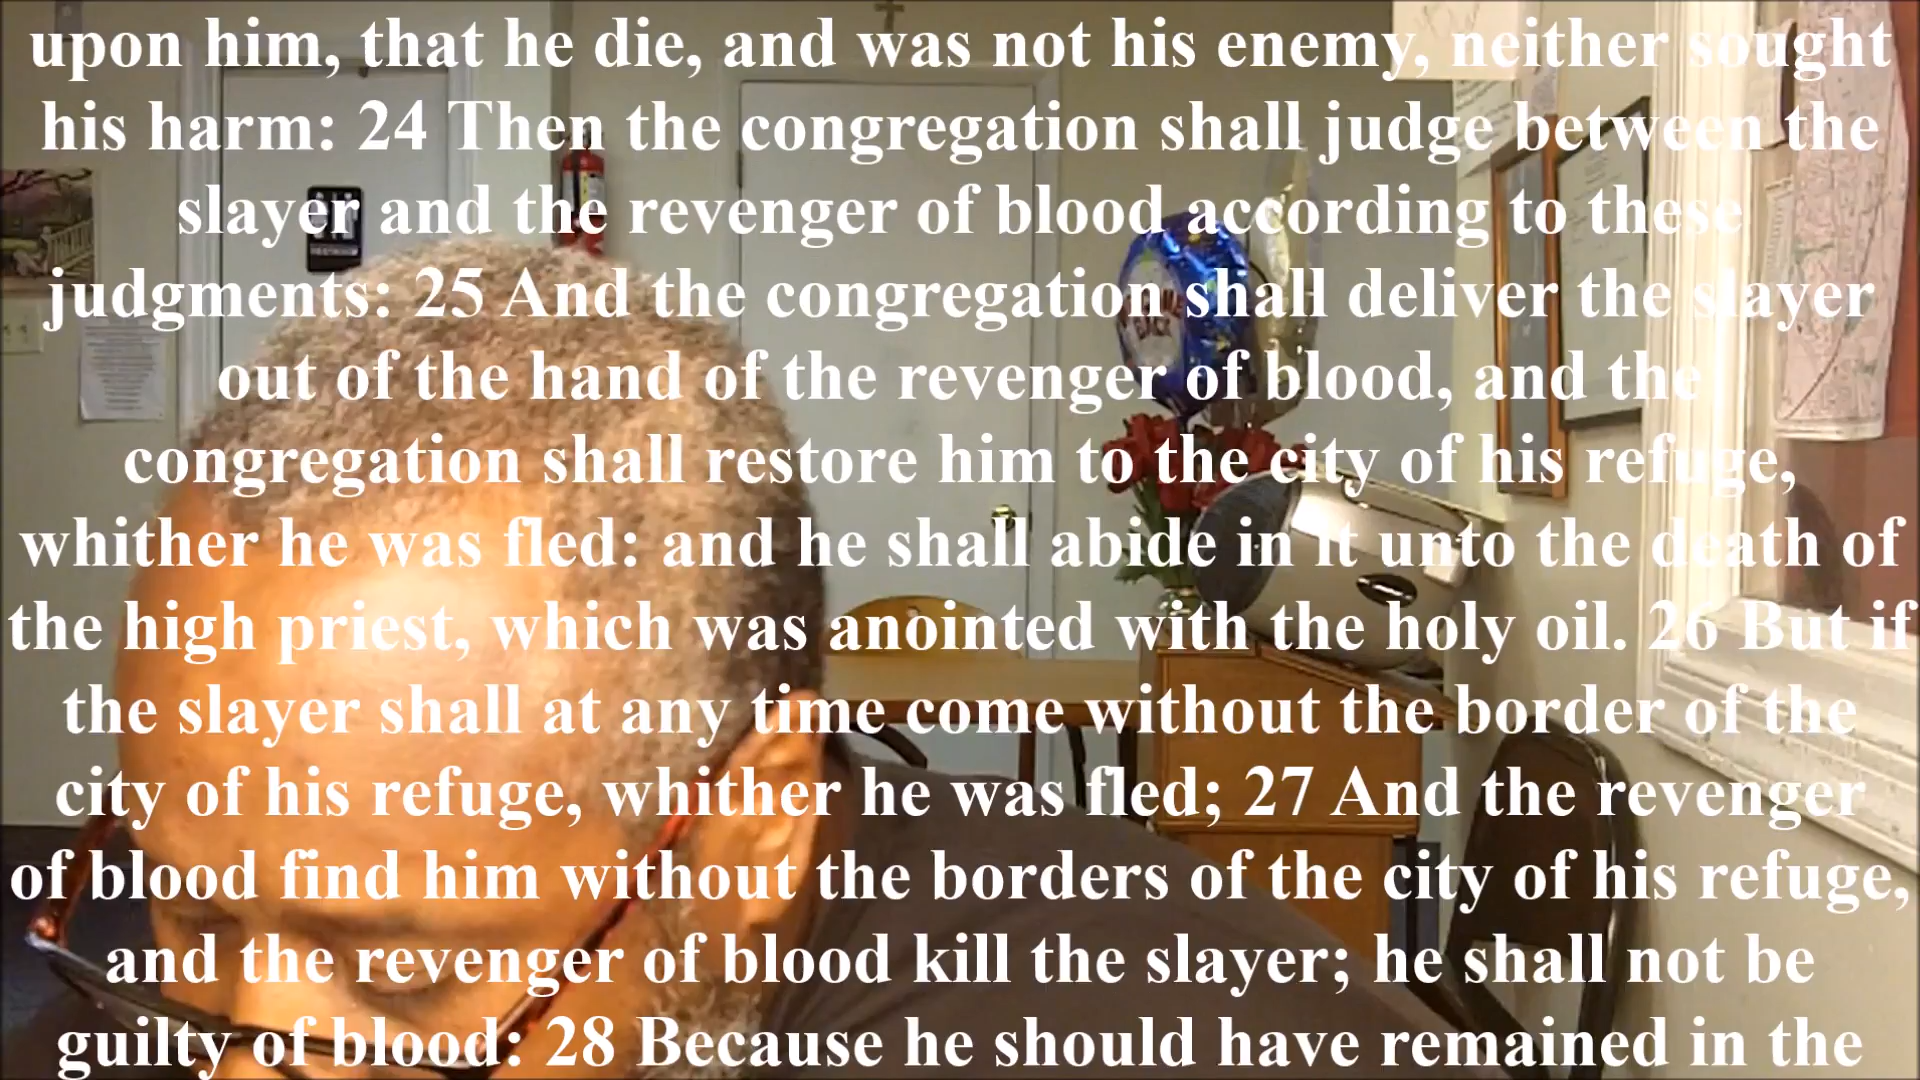 upon him, that he die, and was not his enemy, neither sought
his harm: 24 Then the congregation shall judge between the
slayer and the revenger of blood according to these
judgments: 25 And the congregation shall deliver the slayer
out of the hand of the revenger of blood, and the
congregation shall restore him to the city of his refuge,
whither he was fled: and he shall abide in it unto the death of
the high priest, which was anointed with the holy oil. 26 But if
the slayer shall at any time come without the border of the
city of his refuge, whither he was fled; 27 And the revenger
of blood find him without the borders of the city of his refuge,
and the revenger of blood kill the slayer; he shall not be
guilty of blood: 28 Because he should have remained in the